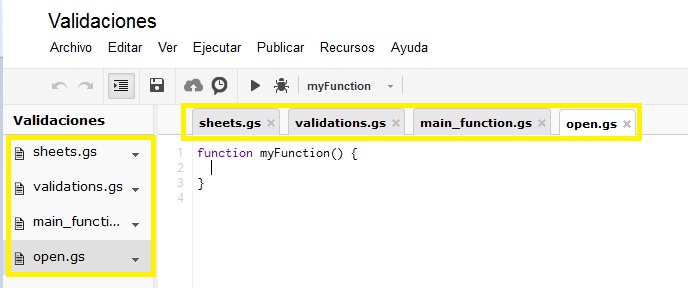 Validaciones
Archivo Editar Ver Ejecutar Publicar Recursos Ayuda
myFunction
Validaciones
sheets.gs
validations.gs
main_functi...
open.gs
sheets.gs × validations.gs × main_function.gs × open.gs ×
1 function myFunction() {
2
3 }
4